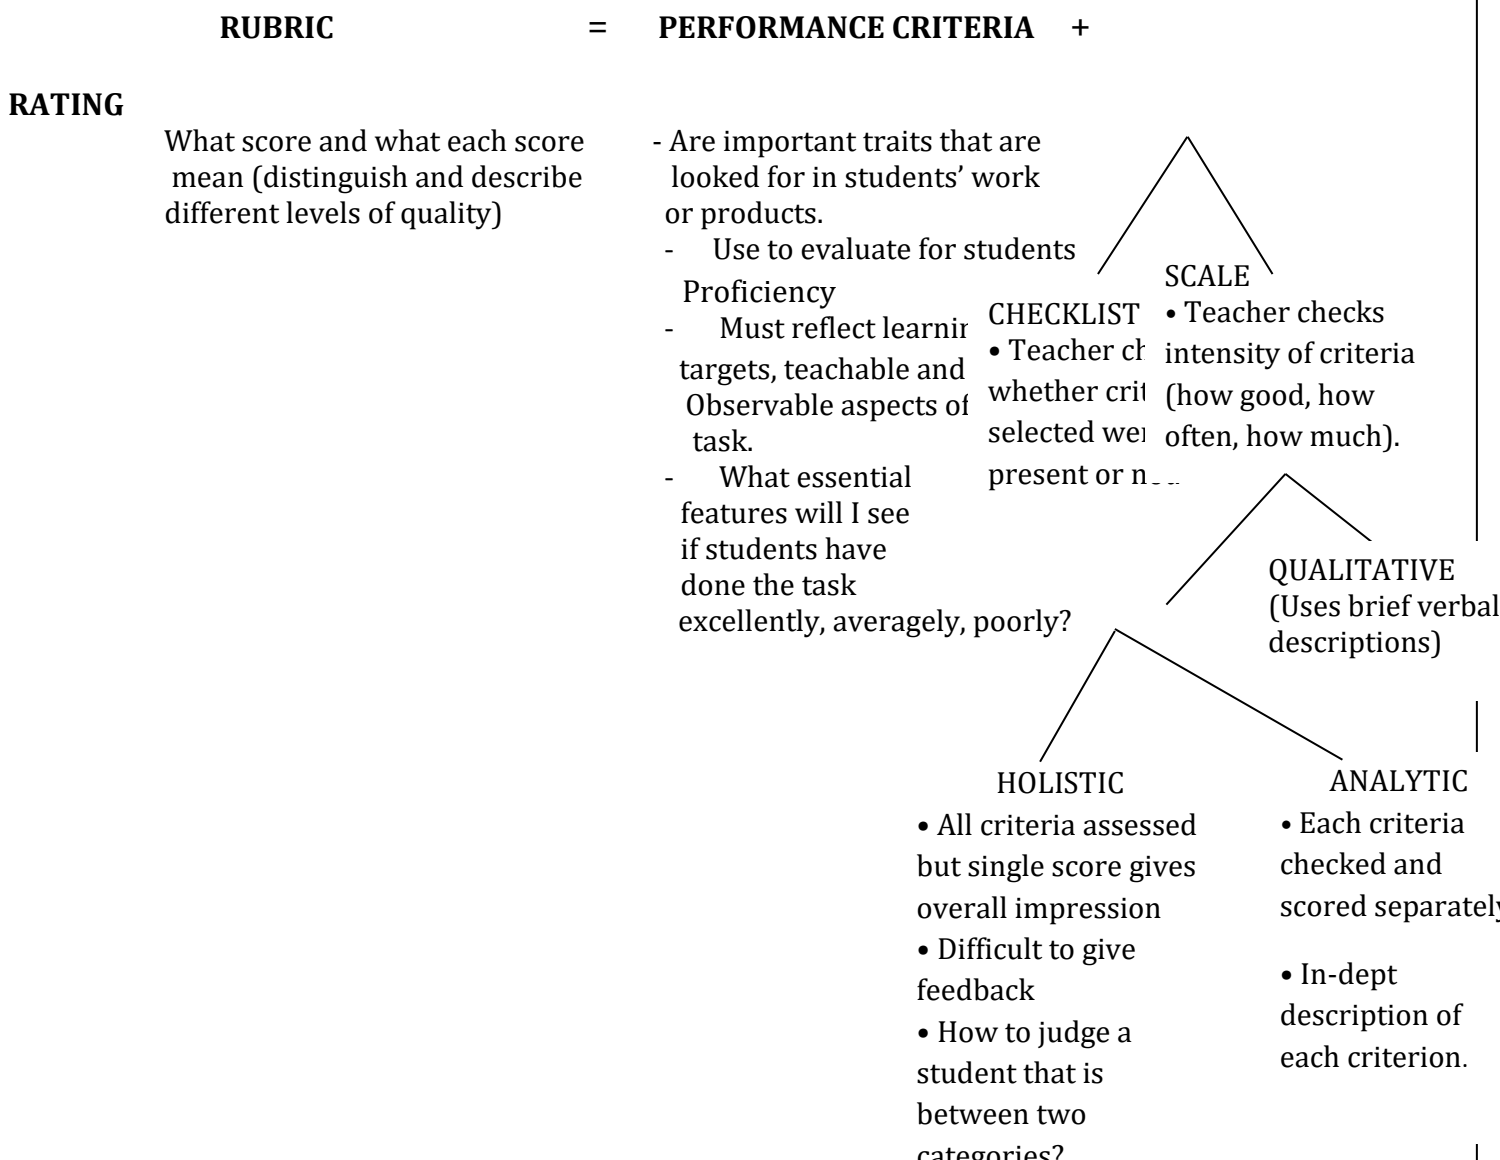 RUBRIC = PERFORMANCE CRITERIA +
RATING
What score and what each score
mean (distinguish and describe
different levels of quality)
- Are important traits that are
looked for in students’ work
or products.
- Use to evaluate for students
Proficiency
- Must reflect
targets, teachable and
Observable aspects of
task.
- What essential
features will I see
if students have
done the task
excellently, averagely, poorly?
CHECKLIST
• Teacher
whether
selected
present or
SCALE
• Teacher checks
intensity of criteria
(how good, how
often, how much).
QUALITATIVE
(Uses brief verbal
descriptions)
HOLISTIC
• All criteria assessed
but single score gives
overall impression
• Difficult to give
feedback
• How to judge a
student that is
between two
categories?
ANALYTIC
• Each criteria
checked and
scored separately
• In-dept
description of
each criterion.